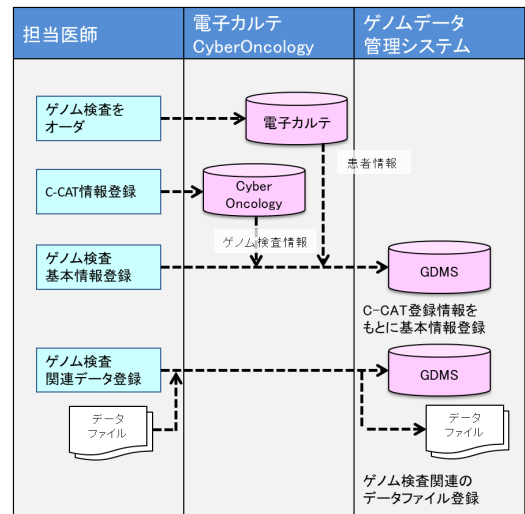 担当医師
電子カルテ
CyberOncology
ゲノムデータ
管理システム
ゲノム検査を
オーダ
電子カルテ
患者情報
C-CAT情報登録
Cyber
Oncology
ゲノム検査情報
ゲノム検査
基本情報登録
GDMS
C-CAT登録情報を
もとに基本情報登録
ゲノム検査
関連データ登録
GDMS
データ
ファイル
データ
ファイル
ゲノム検査関連の
データファイル登録